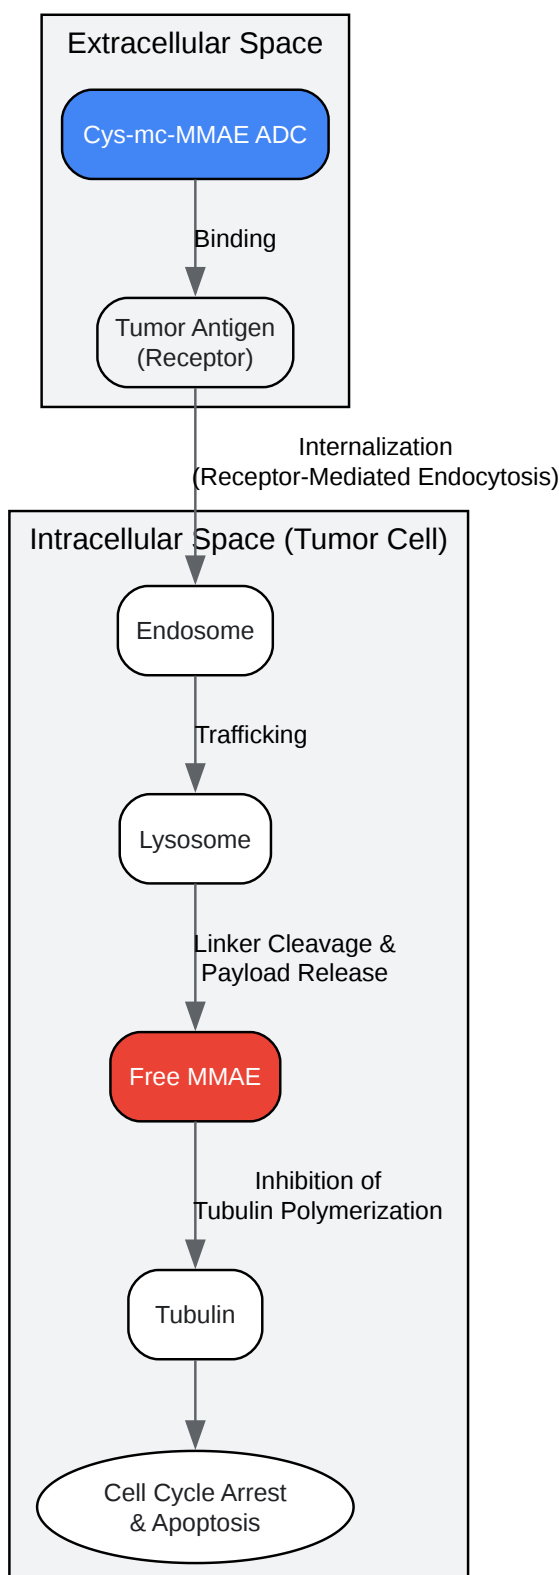 Extracellular Space
Cys-mc-MMAE ADC
Binding
Tumor Antigen
(Receptor)
Internalization
(Receptor-Mediated Endocytosis)
Intracellular Space (Tumor Cell)
Endosome
Trafficking
Lysosome
Linker Cleavage &
Payload Release
Free MMAE
Inhibition of
Tubulin Polymerization
Tubulin
Cell Cycle Arrest
& Apoptosis